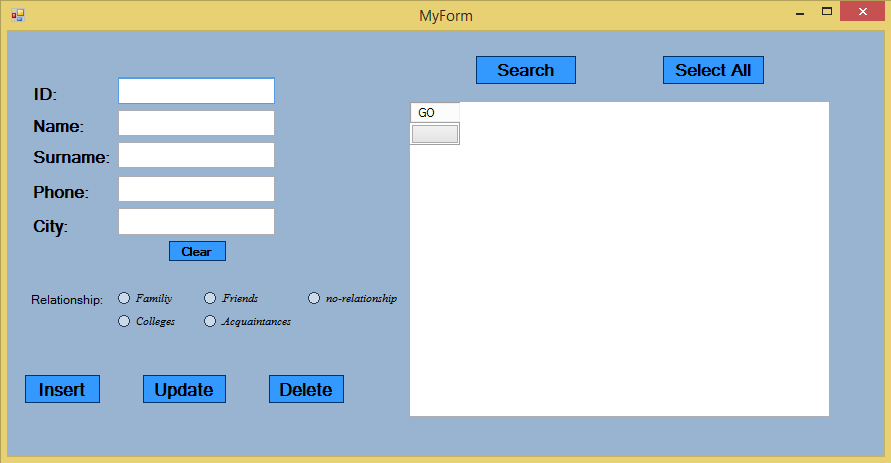 MyForm
ID:
Name:
Surname:
Phone:
City:
Clear
Relationship:
Familiy
Friends
no-relationship
Colleges
Acquaintances
Insert
Update
Delete
Search
Select All
GO